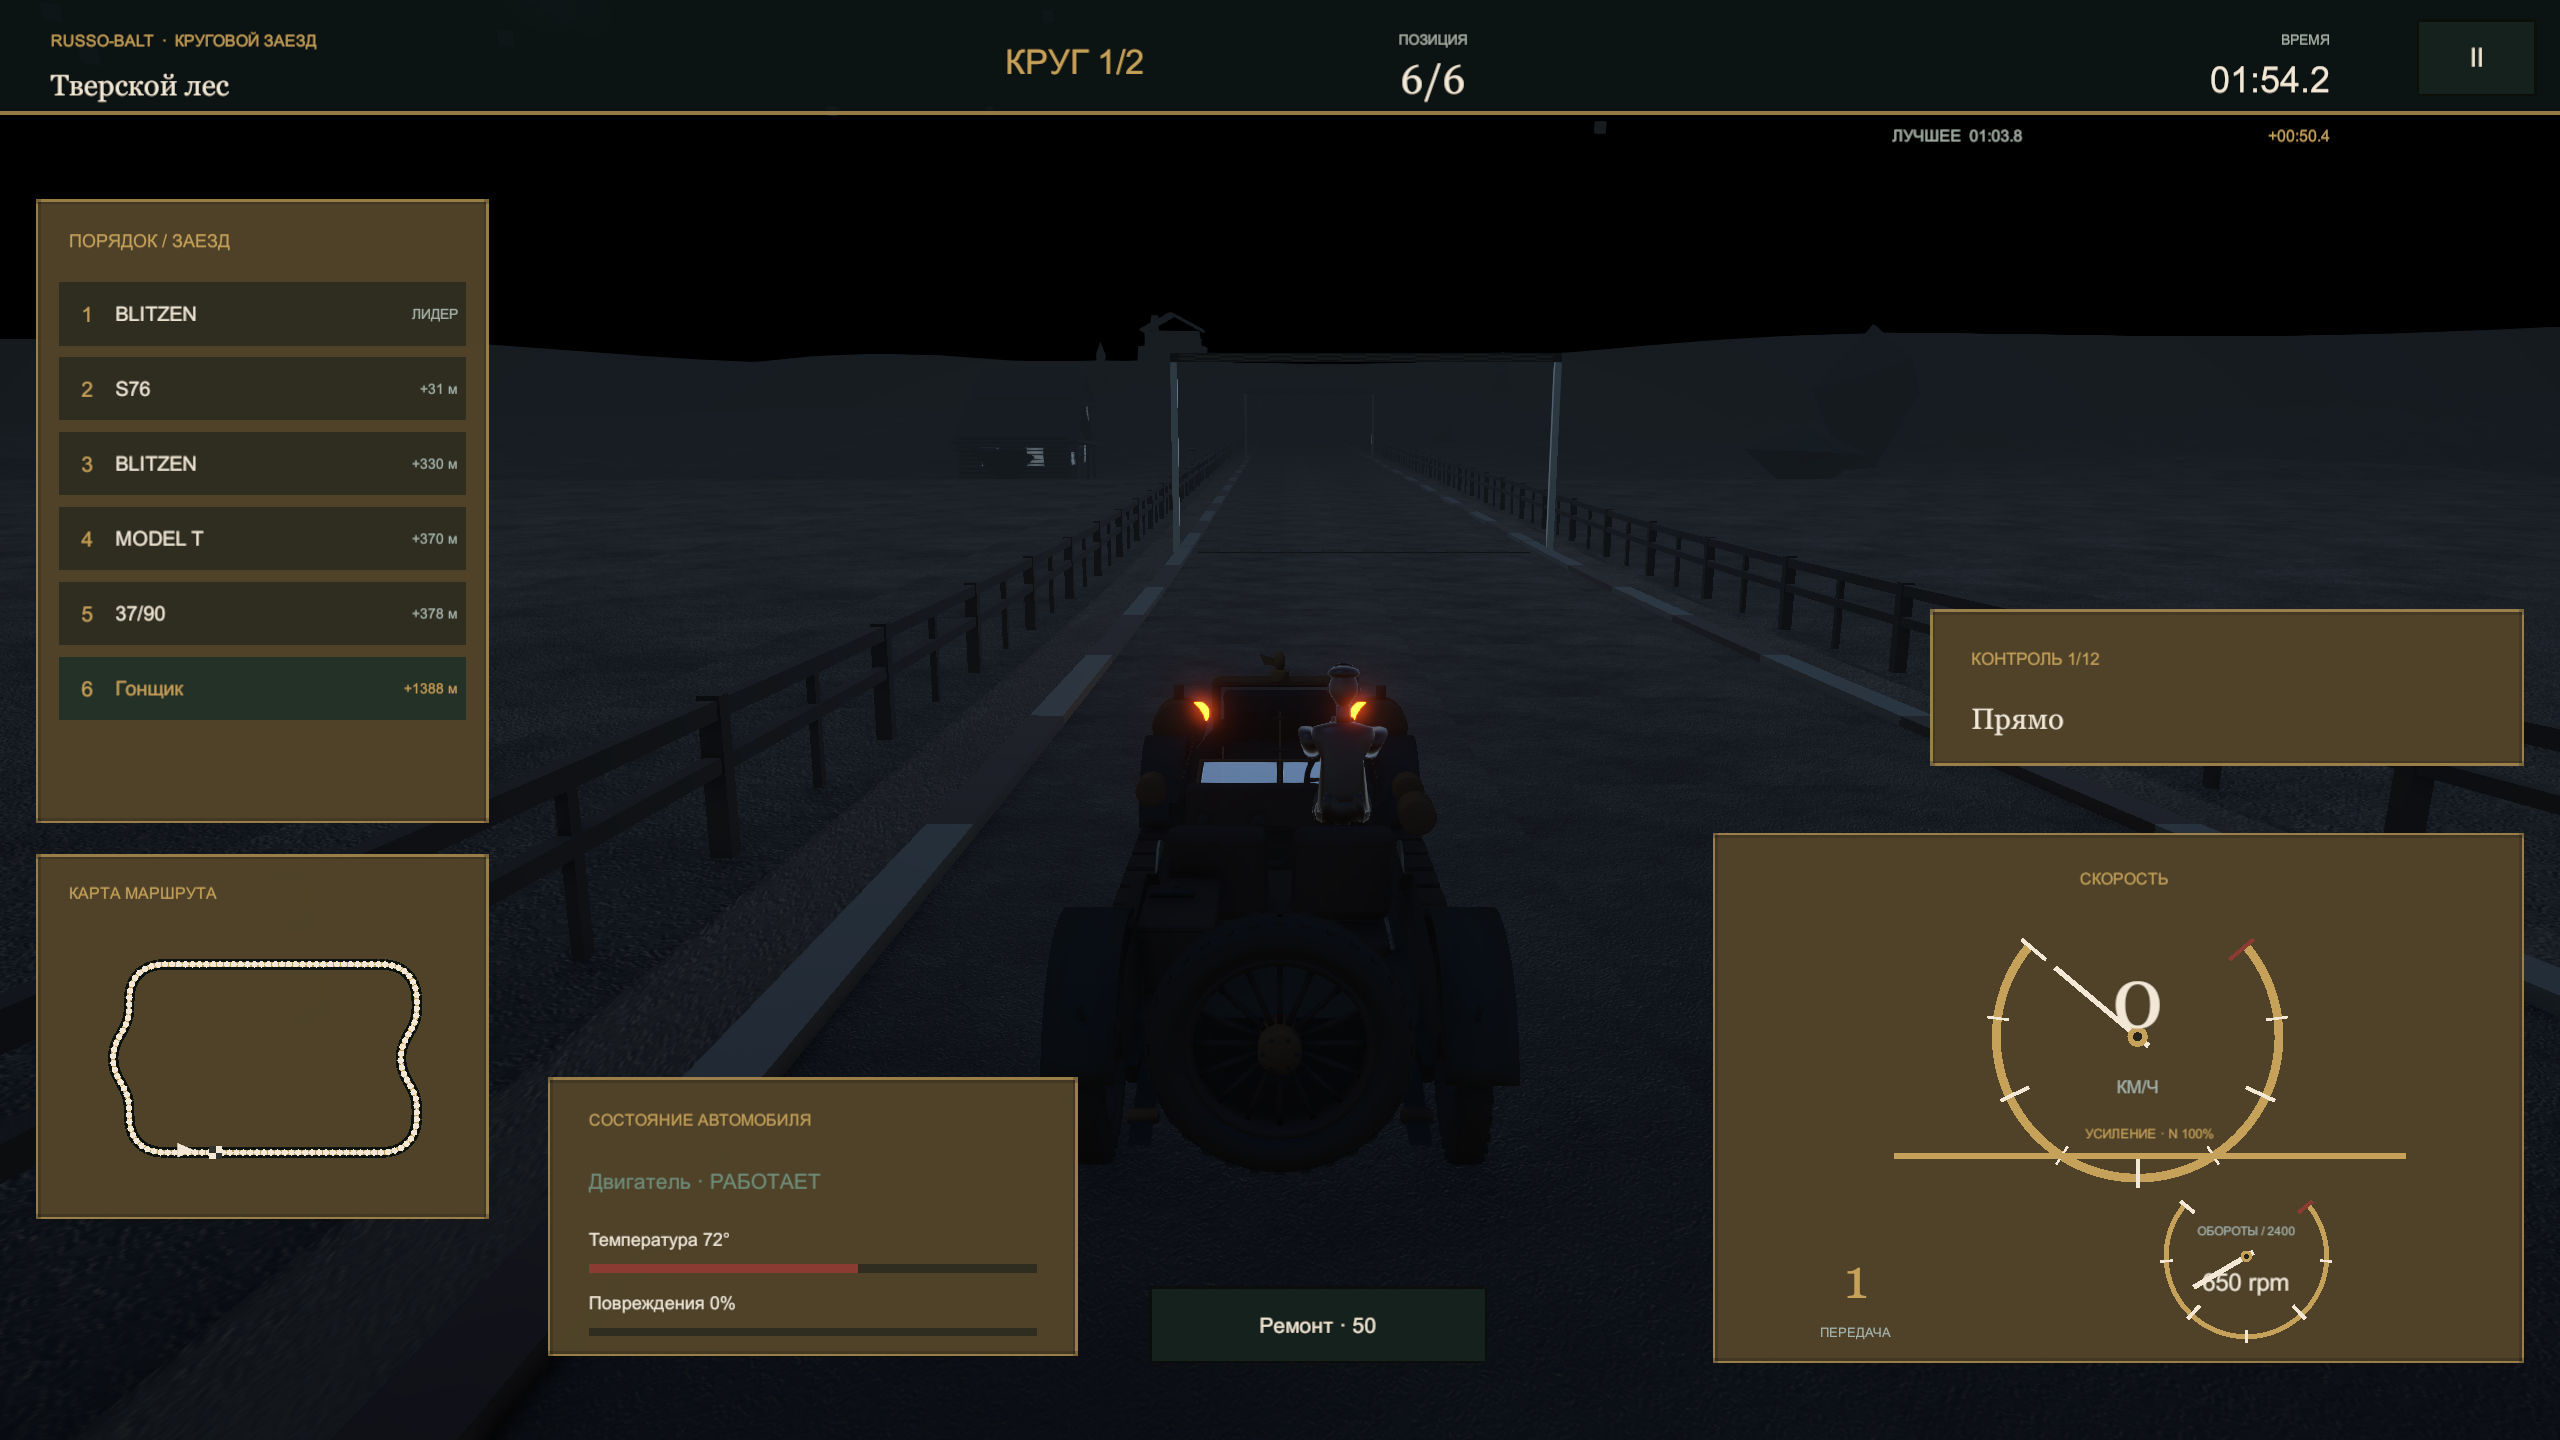 RUSSO-BALT · КРУГОВОЙ ЗАЕЗД
Тверской лес
КРУГ 1/2
ПОЗИЦИЯ
6/6
ВРЕМЯ
01:54.2
II
ЛУЧШЕЕ 01:03.8
+00:50.4
ПОРЯДОК / ЗАЕЗД
1 BLITZEN ЛИДЕР
2 S76 +31 м
3 BLITZEN +330 м
4 MODEL T +370 м
5 37/90 +378 м
6 Гонщик +1388 м
КАРТА МАРШРУТА
КОНТРОЛЬ 1/12
Прямо
СОСТОЯНИЕ АВТОМОБИЛЯ
Двигатель · РАБОТАЕТ
Температура 72°
Повреждения 0%
Ремонт · 50
СКОРОСТЬ
0
КМ/Ч
УСИЛЕНИЕ · N 100%
ОБОРОТЫ / 2400
650 rpm
1
ПЕРЕДАЧА